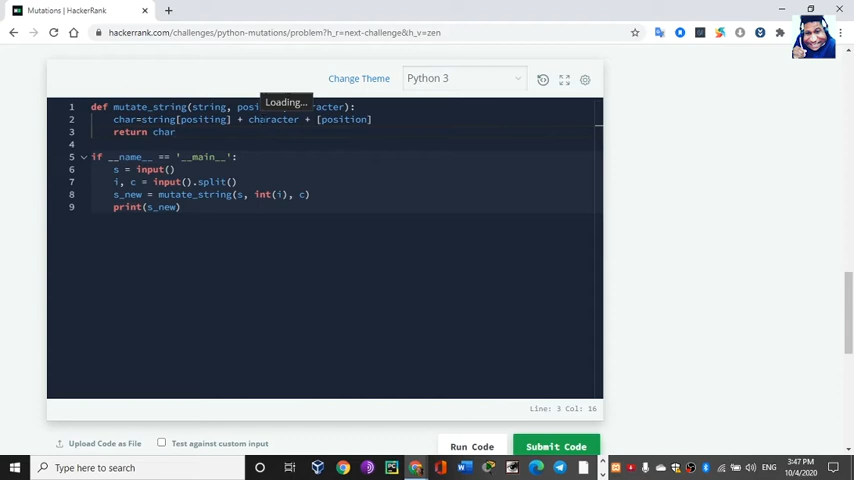 Mutations | HackerRank
hackerrank.com/challenges/python-mutations/problem?h_r=next-challenge&h_v=zen
Change Theme
Python 3
Loading...
1 def mutate_string(string, posi
2 char=string[positing] + character + [position]
3 return char
4
5 if __name__ == '__main__':
6 s = input()
7 i, c = input().split()
8 s_new = mutate_string(s, int(i), c)
9 print(s_new)
Line: 3 Col: 16
Upload Code as File
Test against custom input
Run Code
Submit Code
Type here to search
ENG
3:47 PM
10/4/2020